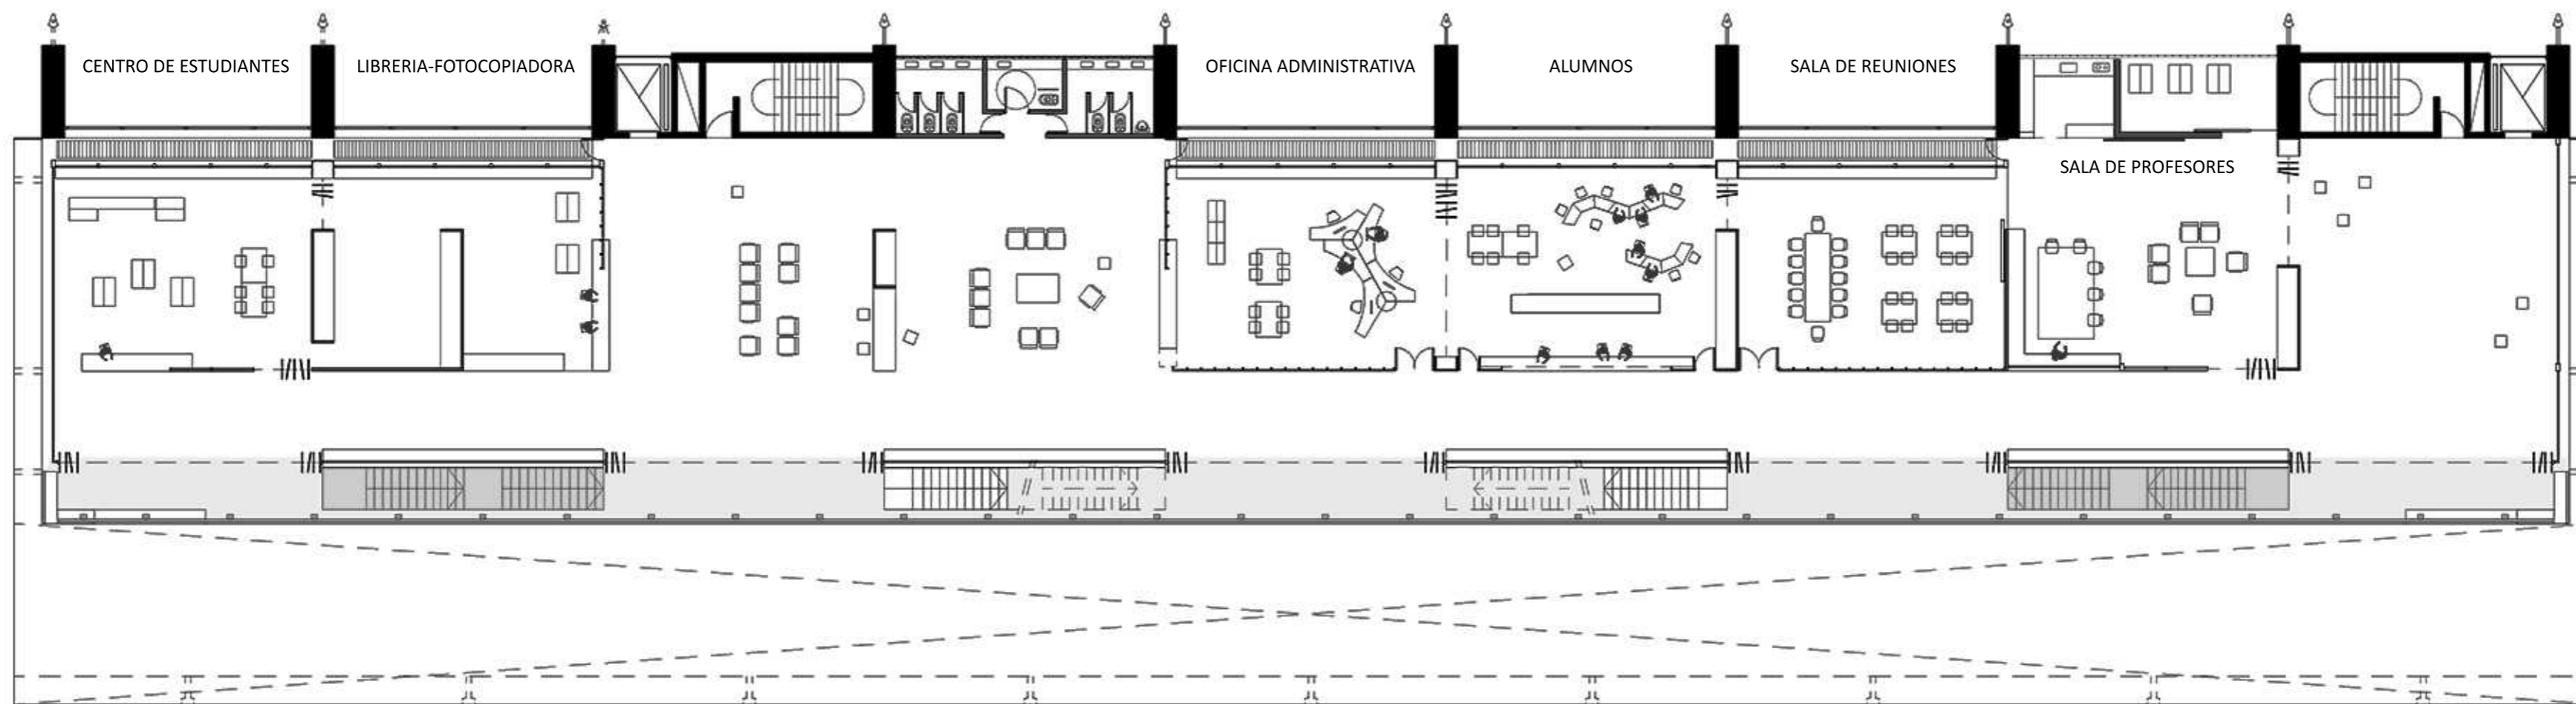 CENTRO DE ESTUDIANTES
LIBRERIA-FOTOCOPIADORA
OFICINA ADMINISTRATIVA
ALUMNOS
SALA DE REUNIONES
SALA DE PROFESORES